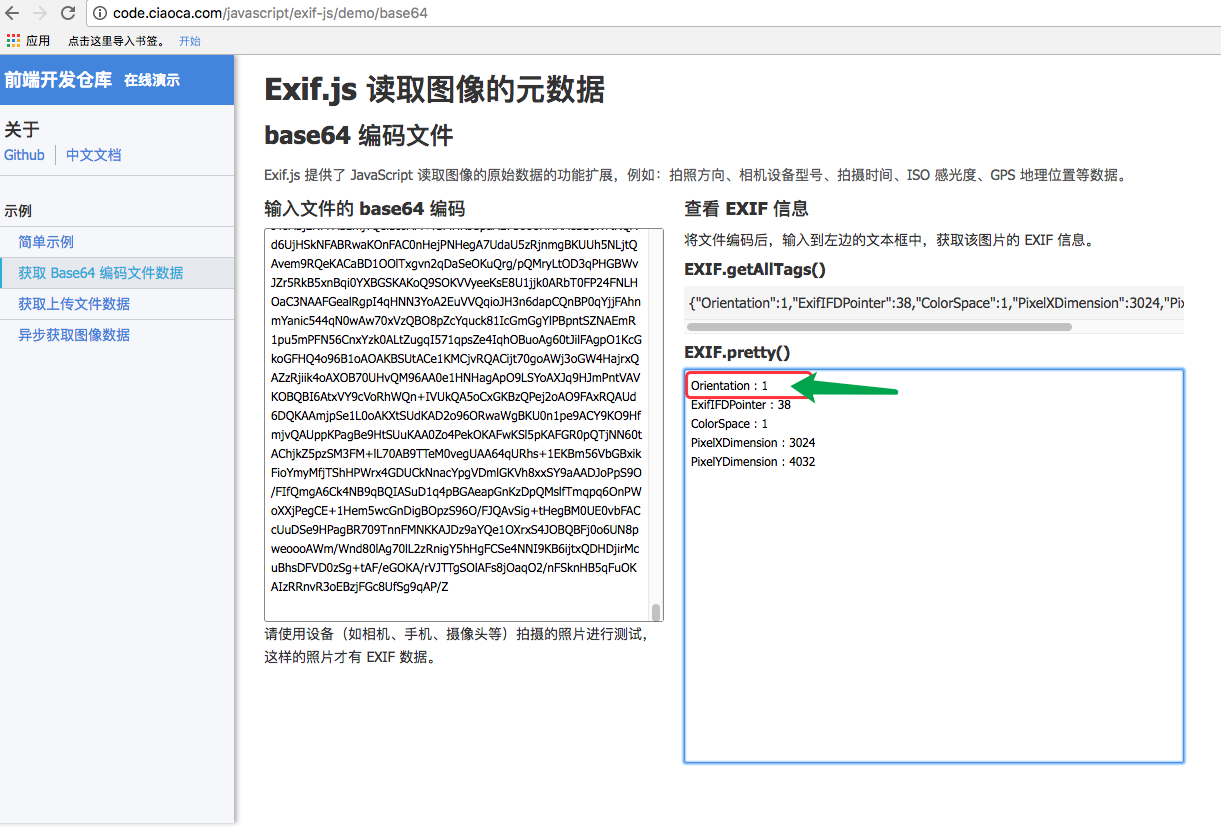 code.ciaoca.com/javascript/exif-js/demo/base64
应用 点击这里导入书签。 开始
前端开发仓库 在线演示
关于
Github 中文文档
示例
简单示例
获取 Base64 编码文件数据
获取上传文件数据
异步获取图像数据
Exif.js 读取图像的元数据
base64 编码文件
Exif.js 提供了 JavaScript 读取图像的原始数据的功能扩展，例如：拍照方向、相机设备型号、拍摄时间、ISO 感光度、GPS 地理位置等数据。
输入文件的 base64 编码
d6UjHSkNFABRwaKOnFAC0nHejPNHegA7UdaU5zRjnmgBKUUh5NLjtQ
Avem9RQeKACaBD1OOlTxgvn2qDaSeOKuQrg/pQMryLtOD3qPHGBWv
JZr5RkB5xnBqi0YXBGSKAKoQ9SOKVVyeeKsE8U1jjk0ARbT0FP24FNLH
OaC3NAAFGealRgpI4qHNN3YoA2EuVVQqioJH3n6dapCQnBP0qYjjFAhn
mYanic544qN0wAw70xVzQBO8pZcYquck81IcGmGgYlPBpntSZNAEmR
1pu5mPFN56CnxYzk0ALtZugqI571qpsZe4IqhOBuoAg60tJilFAgpO1KcG
koGFHQ4o96B1oAOAKBSUtACe1KMCjvRQACijt70goAWj3oGW4HajrxQ
AZzRjiik4oAXOB70UHvQM96AA0e1HNHagApO9LSYoAXJq9HJmPntVAV
KOBQBI6AtxVY9cVoRhWQn+IVUkQA5oCxGKBzQPej2oAO9FAxRQAUd
6DQKAAmjpSe1L0oAKXtSUdKAD2o96ORwaWgBKU0n1pe9ACY9KO9Hf
mjvQAUppKPagBe9HtSUuKAA0Zo4PekOKAFwKSl5pKAFGR0pQTjNN60t
AChjkZ5pzSM3FM+lL70AB9TTeM0vegUAA64qURhs+1EKBm56VbGBxik
FioYmyMfjTShHPWrx4GDUCkNnacYpgVDmlGKVh8xxSY9aAADJoPpS9O
/FIfQmgA6Ck4NB9qBQIASuD1q4pBGAeapGnKzDpQMslfTmqpq6OnPW
oXXjPegCE+1Hem5wcGnDigBOpzS96O/FJQAvSig+tHegBM0UE0vbFAC
cUuDSe9HPagBR709TnnFMNKKAJDz9aYQe1OXrxS4JOBQBFj0o6UN8p
weoooAWm/Wnd80lAg70lL2zRnigY5hHgFCSe4NNI9KB6ijtxQDHDjirMc
uBhsDFVD0zSg+tAF/eGOKA/rVJTTgSOlAFs8jOaqO2/nFSknHB5qFuOK
AIzRRnvR3oEBzjFGc8UfSg9qAP/Z
请使用设备（如相机、手机、摄像头等）拍摄的照片进行测试，
这样的照片才有 EXIF 数据。
查看 EXIF 信息
将文件编码后，输入到左边的文本框中，获取该图片的 EXIF 信息。
EXIF.getAllTags()
{"Orientation":1,"ExifIFDPointer":38,"ColorSpace":1,"PixelXDimension":3024,"Pix
EXIF.pretty()
Orientation : 1
ExifIFDPointer : 38
ColorSpace : 1
PixelXDimension : 3024
PixelYDimension : 4032